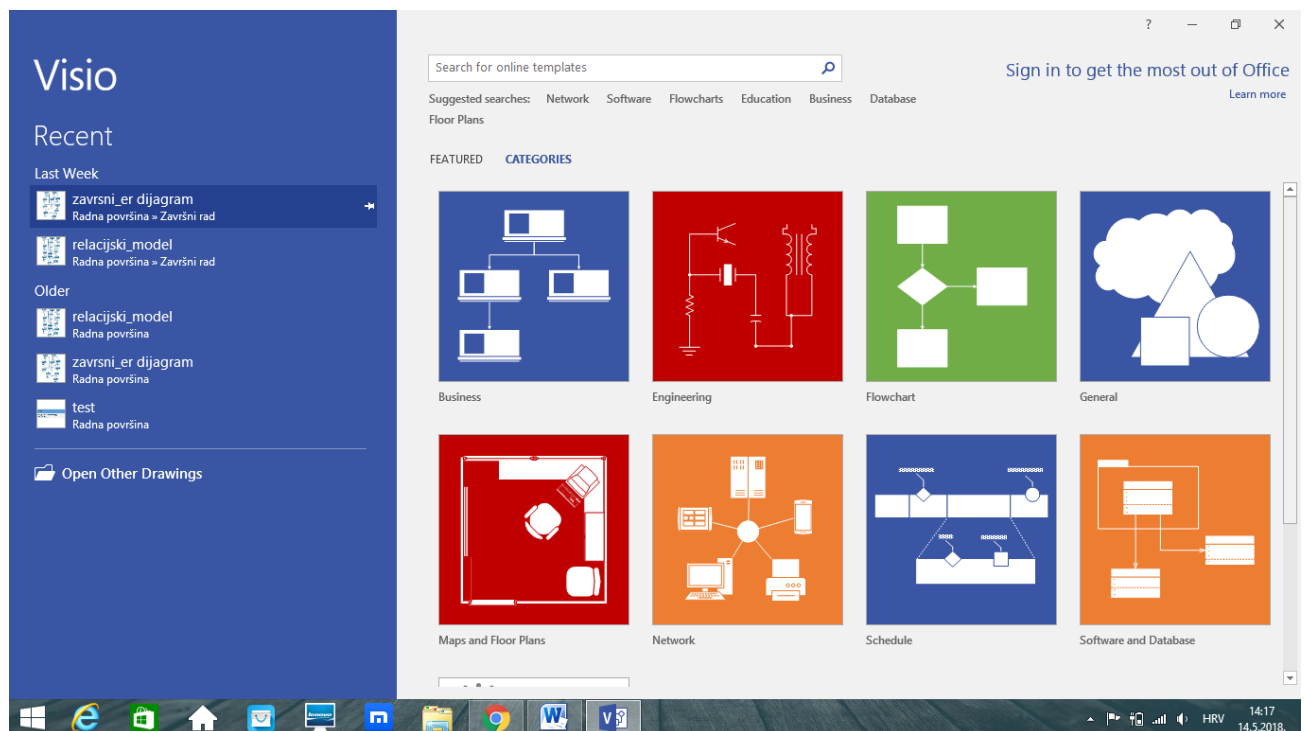 ?
Visio
Search for online templates
Sign in to get the most out of Office
Learn more
Suggested searches: Network Software Flowcharts Education Business Database
Floor Plans
Recent
FEATURED CATEGORIES
Last Week
zavrsni_er dijagram
Radna površina » Završni rad
relacijski_model
Radna površina » Završni rad
Older
relacijski_model
Radna površina
zavrsni_er dijagram
Radna površina
test
Radna površina
Open Other Drawings
Business
Engineering
Flowchart
General
Maps and Floor Plans
Network
Schedule
Software and Database
HRV
14:17
14.5.2018.